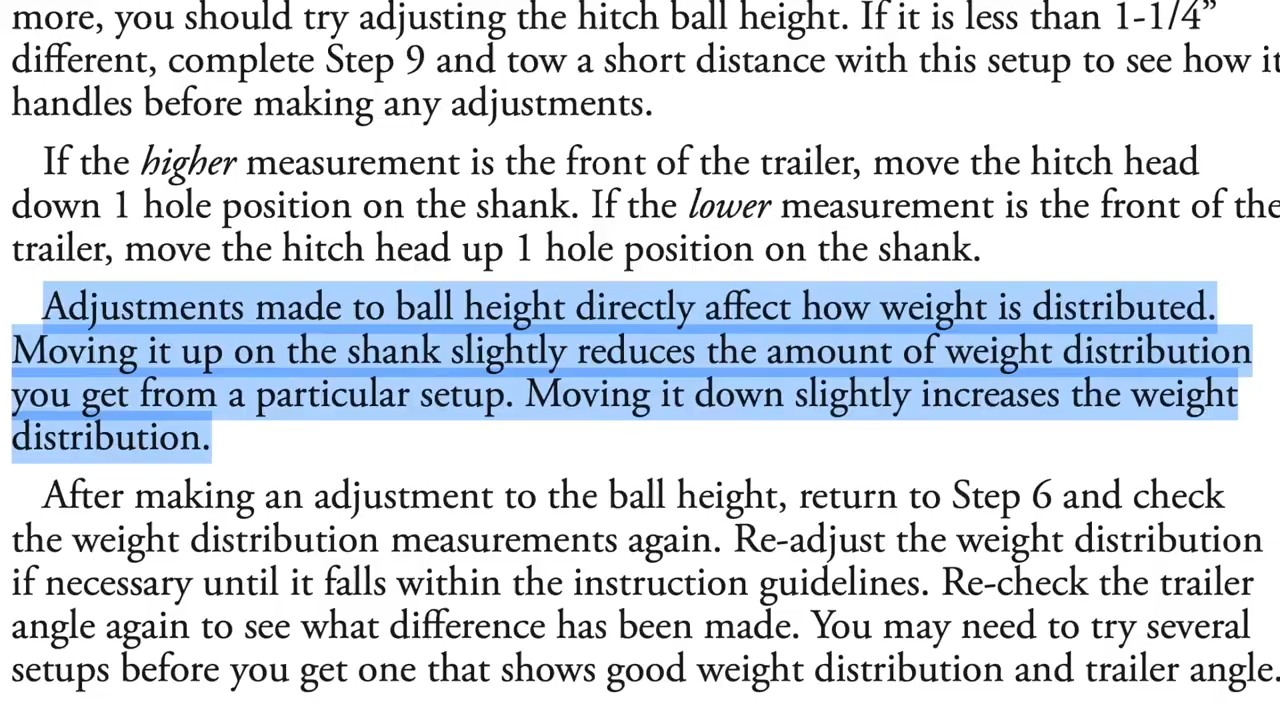 more, you should try adjusting the hitch ball height. If it is less than 1-1/4”
different, complete Step 9 and tow a short distance with this setup to see how it
handles before making any adjustments.
If the higher measurement is the front of the trailer, move the hitch head
down 1 hole position on the shank. If the lower measurement is the front of the
trailer, move the hitch head up 1 hole position on the shank.
Adjustments made to ball height directly affect how weight is distributed.
Moving it up on the shank slightly reduces the amount of weight distribution
you get from a particular setup. Moving it down slightly increases the weight
distribution.
After making an adjustment to the ball height, return to Step 6 and check
the weight distribution measurements again. Re-adjust the weight distribution
if necessary until it falls within the instruction guidelines. Re-check the trailer
angle again to see what difference has been made. You may need to try several
setups before you get one that shows good weight distribution and trailer angle.